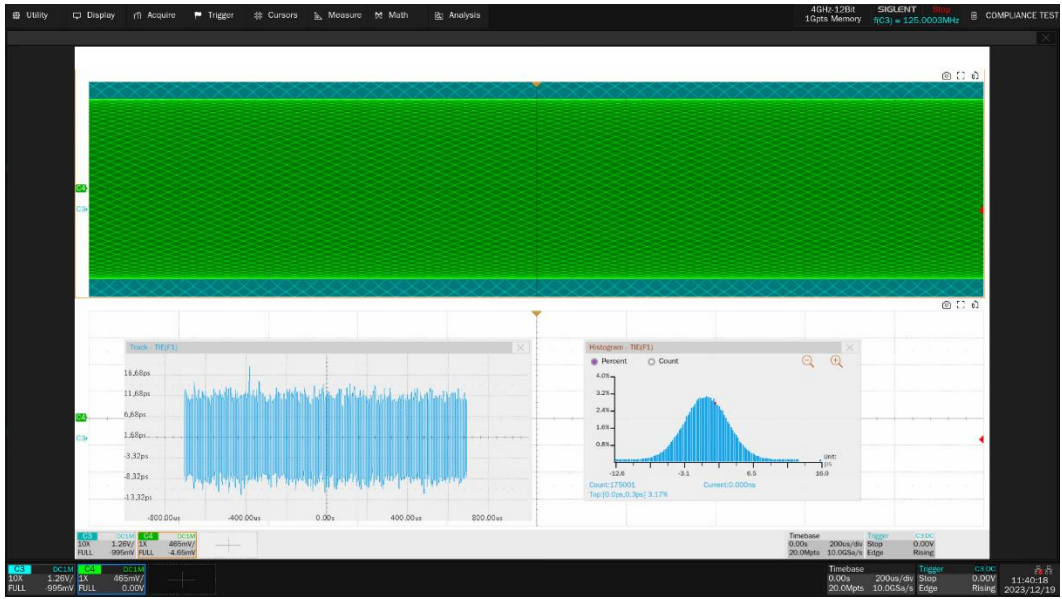 Utility Display Acquire Trigger Cursors Measure Math Analysis
4GHz-12Bit
1Gpts Memory
SIGLENT Stop
f(C3) = 125.0003MHz
COMPLIANCE TEST
C4
C3
Track - TIE(F1)
16.68ps
11.68ps
6.68ps
1.68ps
-3.32ps
-8.32ps
-13.32ps
-800.00us -400.00us 0.00s 400.00us 800.00us
Histogram - TIE(F1)
Percent Count
4.0%
3.2%
2.4%
1.6%
0.8%
Unit:
ps
-12.6 -3.1 6.5 16.0
Count:175001 Current:0.000ns
Top:[0.0ps,0.3ps] 3.17%
C4
C3
C3 DC1M C4 DC1M
10X 1.26V/ 1X 465mV/
FULL -995mV FULL -4.65mV
Timebase Trigger C3 DC
0.00s 200us/div Stop 0.00V
20.0Mpts 10.0GSa/s Edge Rising
C3 DC1M C4 DC1M
10X 1.26V/ 1X 465mV/
FULL -995mV FULL 0.00V
Timebase Trigger C3 DC
0.00s 200us/div Stop 0.00V
20.0Mpts 10.0GSa/s Edge Rising
11:40:18
2023/12/19